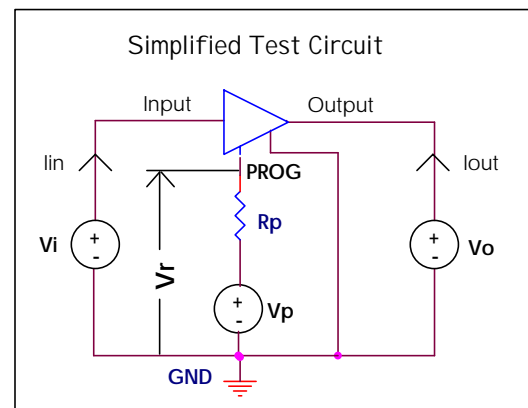 Simplified Test Circuit
Input
Output
Iin
PROG
Iout
Rp
Vi
+
-
Vr
+
-
Vp
+
-
Vo
GND